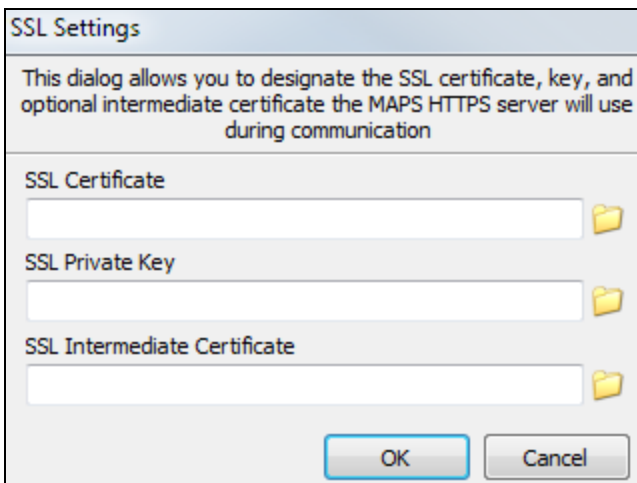 SSL Settings
This dialog allows you to designate the SSL certificate, key, and
optional intermediate certificate the MAPS HTTPS server will use
during communication
SSL Certificate
SSL Private Key
SSL Intermediate Certificate
OK Cancel